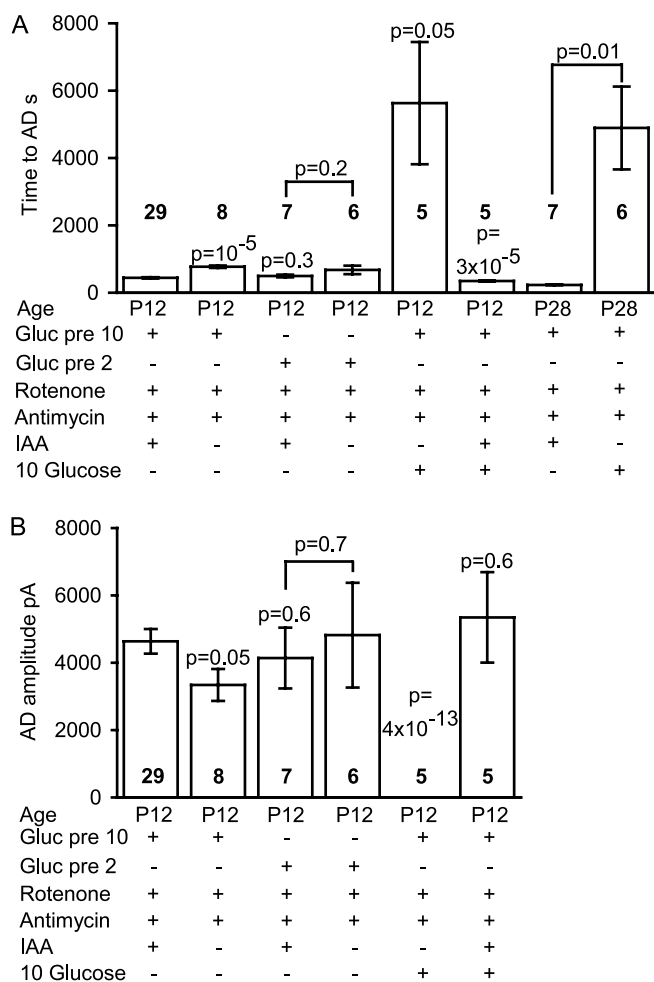 A
8000
p=0.05
p=0.01
6000
Time to AD s
4000
p=0.2
29 8 7 6 5 5 7 6
2000
p=10-5 p=0.3 p=
3x10-5
0
Age P12 P12 P12 P12 P12 P12 P28 P28
Gluc pre 10 + + - - + + + +
Gluc pre 2 - - + + - - - -
Rotenone + + + + + + + +
Antimycin + + + + + + + +
IAA + - + - - + + -
10 Glucose - - - - + + - +
B
8000
p=0.7
p=0.6
6000
AD amplitude pA
p=0.6
p=0.05
4000
p=
4x10-13
2000
29 8 7 6 5 5
0
Age P12 P12 P12 P12 P12 P12
Gluc pre 10 + + - - + +
Gluc pre 2 - - + + - -
Rotenone + + + + + +
Antimycin + + + + + +
IAA + - + - - +
10 Glucose - - - - + +